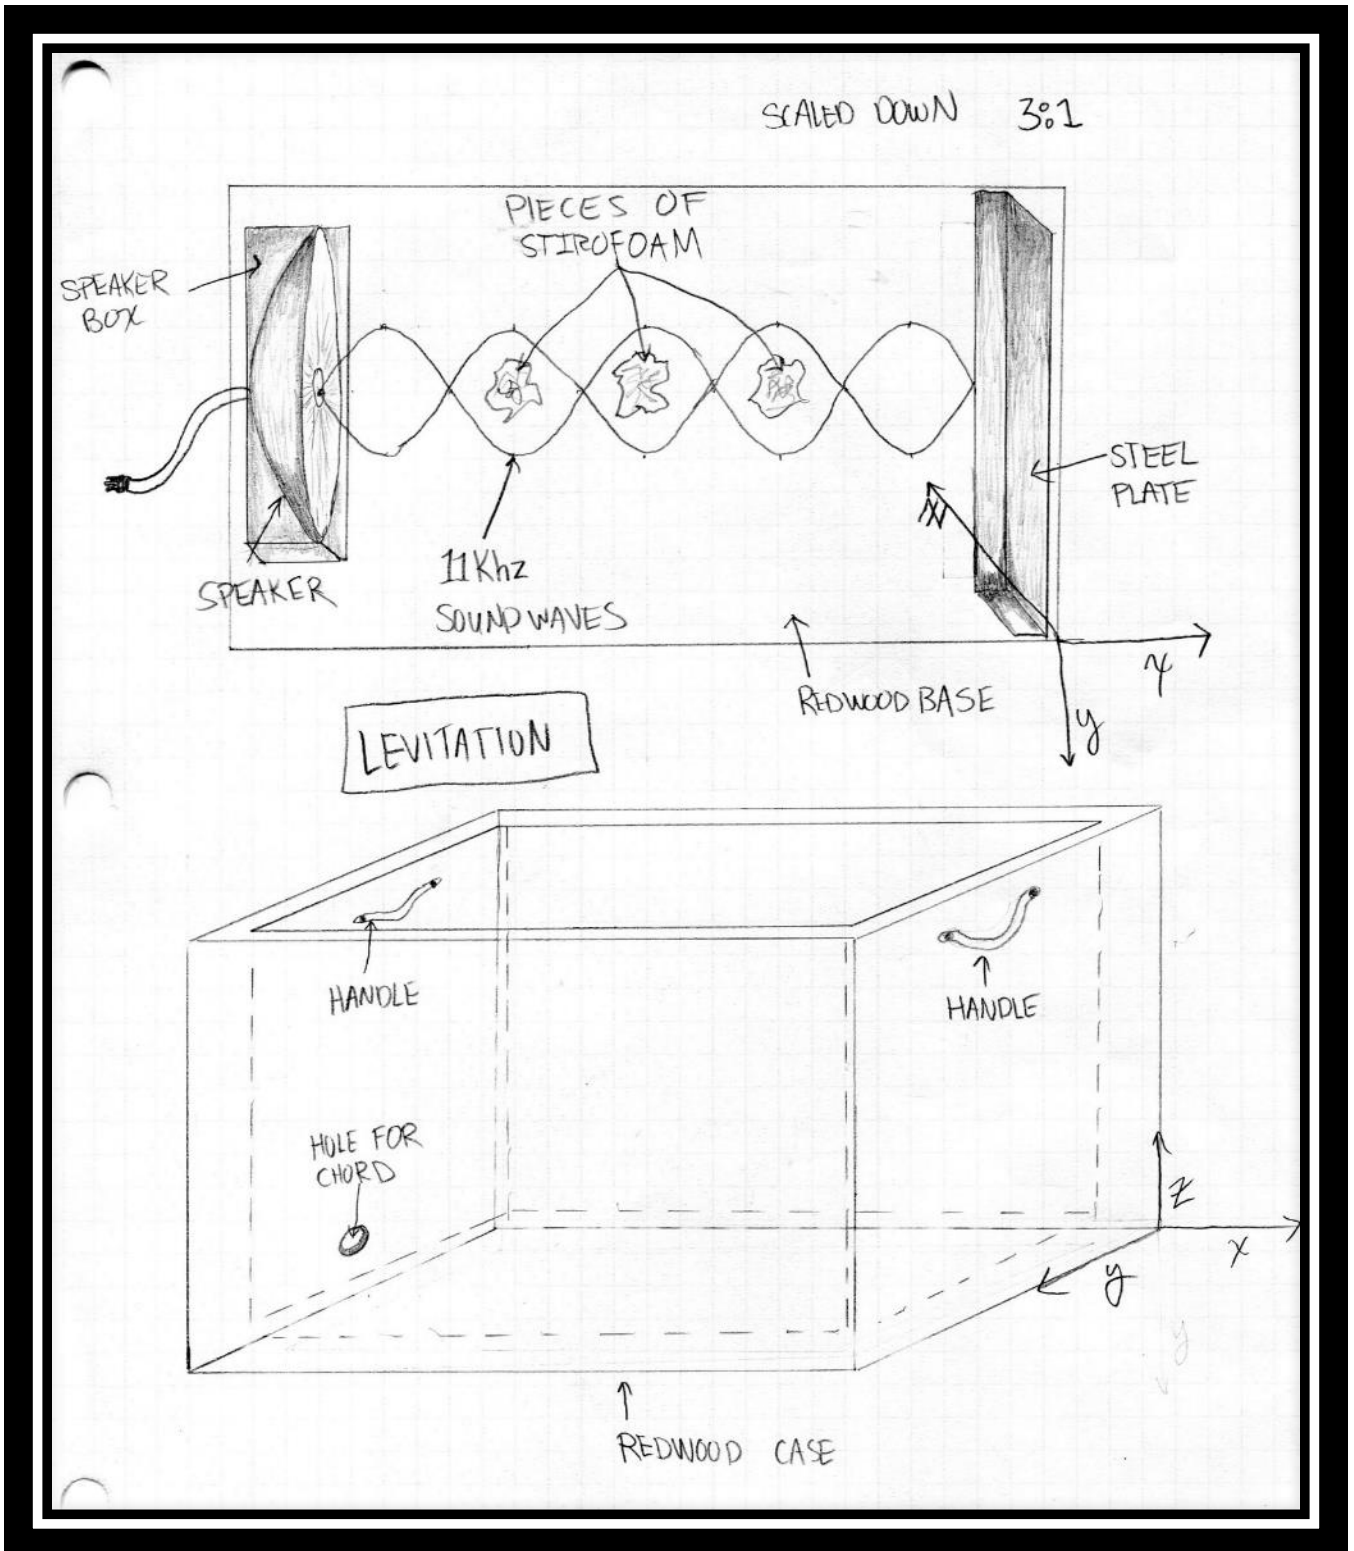 SCALED DOWN 3:1
PIECES OF
STIROFOAM
SPEAKER
BOX
STEEL
PLATE
Z
11Khz
SOUND WAVES
SPEAKER
x
REDWOOD BASE
y
LEVITATION
HANDLE
HANDLE
HOLE FOR
CHORD
Z
x
y
y
REDWOOD CASE